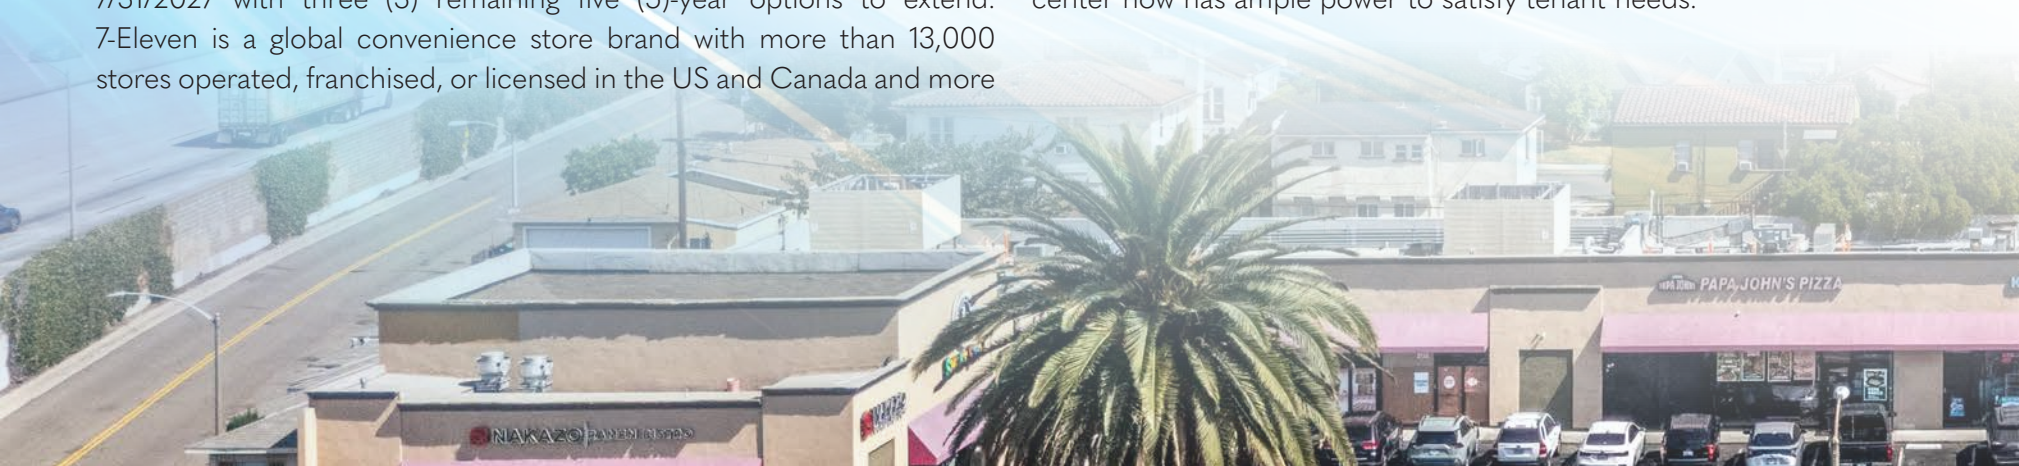 7/31/2027 with three (3) remaining five (5)-year options to extend.
7-Eleven is a global convenience store brand with more than 13,000
stores operated, franchised, or licensed in the US and Canada and more
center now has ample power to satisfy tenant needs.
PAPA JOHN'S PIZZA
NAKAZO RAMEN BISTRO